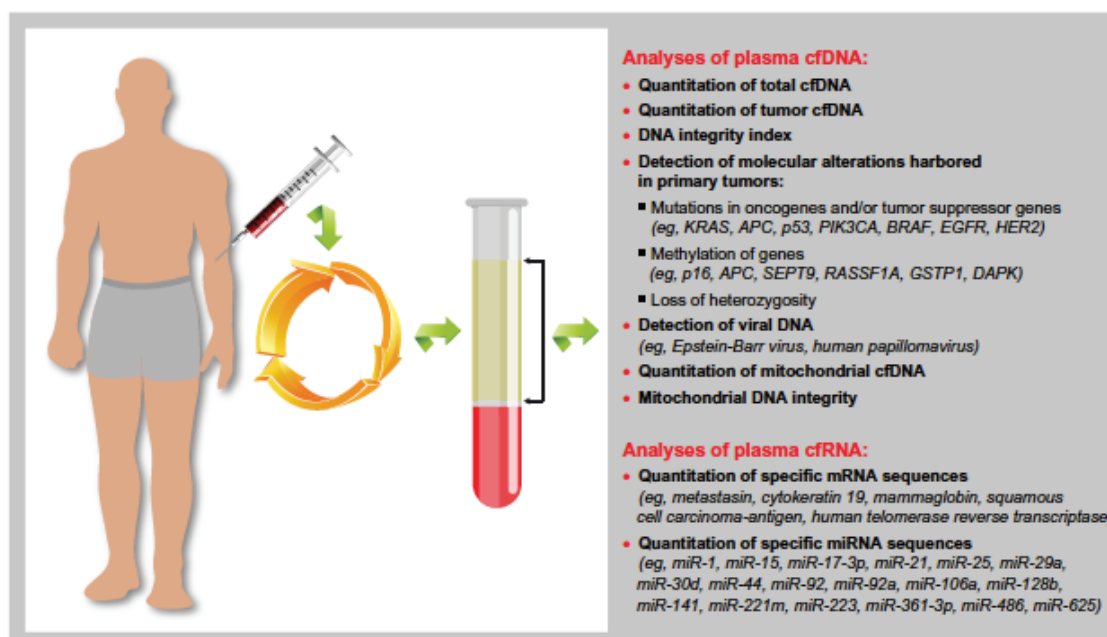 Analyses of plasma cfDNA:
• Quantitation of total cfDNA
• Quantitation of tumor cfDNA
• DNA integrity index
• Detection of molecular alterations harbored
in primary tumors:
■ Mutations in oncogenes and/or tumor suppressor genes
(eg, KRAS, APC, p53, PIK3CA, BRAF, EGFR, HER2)
■ Methylation of genes
(eg, p16, APC, SEPT9, RASSF1A, GSTP1, DAPK)
■ Loss of heterozygosity
• Detection of viral DNA
(eg, Epstein-Barr virus, human papillomavirus)
• Quantitation of mitochondrial cfDNA
• Mitochondrial DNA integrity
Analyses of plasma cfRNA:
• Quantitation of specific mRNA sequences
(eg, metastasin, cytokeratin 19, mammaglobin, squamous
cell carcinoma-antigen, human telomerase reverse transcriptase
• Quantitation of specific miRNA sequences
(eg, miR-1, miR-15, miR-17-3p, miR-21, miR-25, miR-29a,
miR-30d, miR-44, miR-92, miR-92a, miR-106a, miR-128b,
miR-141, miR-221m, miR-223, miR-361-3p, miR-486, miR-625)